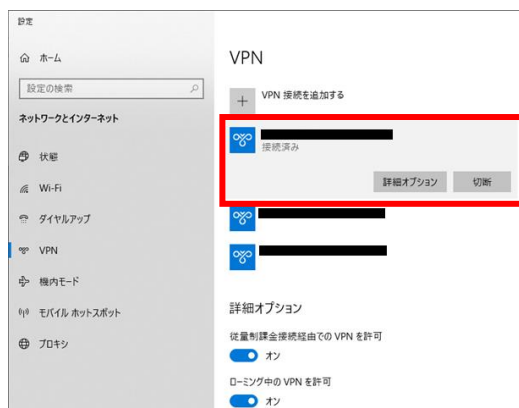 設定
ホーム
設定の検索
ネットワークとインターネット
状態
Wi-Fi
ダイヤルアップ
VPN
機内モード
モバイル ホットスポット
プロキシ
VPN
VPN 接続を追加する
接続済み
詳細オプション
切断
詳細オプション
従量制課金接続経由での VPN を許可
オン
ローミング中の VPN を許可
オン